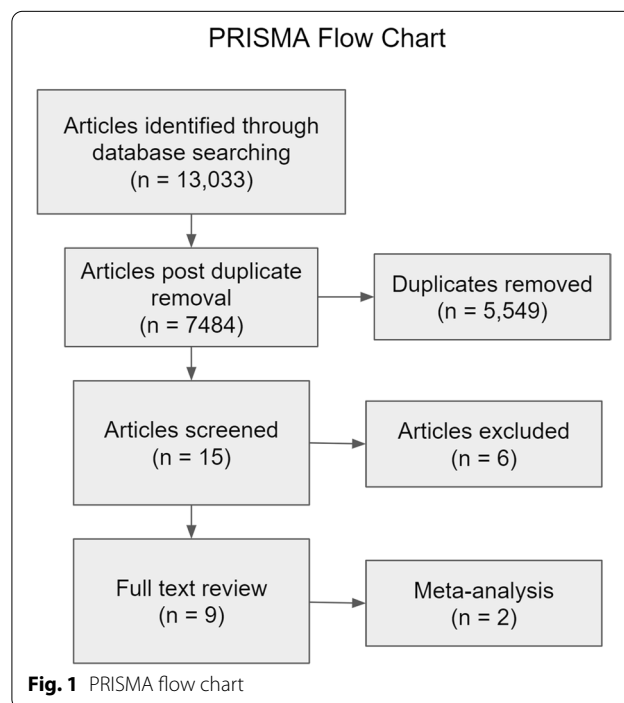 PRISMA Flow Chart
Articles identified through
database searching
(n = 13,033)
Articles post duplicate
removal
(n = 7484)
Duplicates removed
(n = 5,549)
Articles screened
(n = 15)
Articles excluded
(n = 6)
Full text review
(n = 9)
Meta-analysis
(n = 2)
Fig. 1 PRISMA flow chart